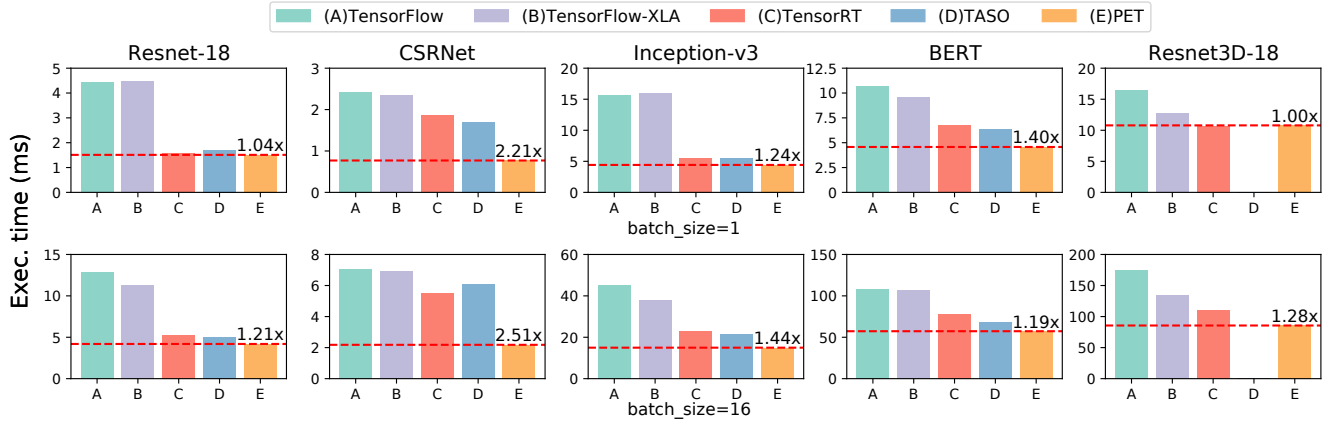 (A)TensorFlow (B)TensorFlow-XLA (C)TensorRT (D)TASO (E)PET
Exec. time (ms)
Resnet-18
5
4
3
2
1
0
1.04x
A B C D E
CSRNet
3
2
1
0
2.21x
A B C D E
Inception-v3
20
15
10
5
0
1.24x
A B C D E
BERT
12.5
10.0
7.5
5.0
2.5
0.0
1.40x
A B C D E
Resnet3D-18
20
15
10
5
0
1.00x
A B C D E
batch_size=1
15
10
5
0
1.21x
A B C D E
8
6
4
2
0
2.51x
A B C D E
60
40
20
0
1.44x
A B C D E
150
100
50
0
1.19x
A B C D E
250
200
150
100
50
0
1.28x
A B C D E
batch_size=16